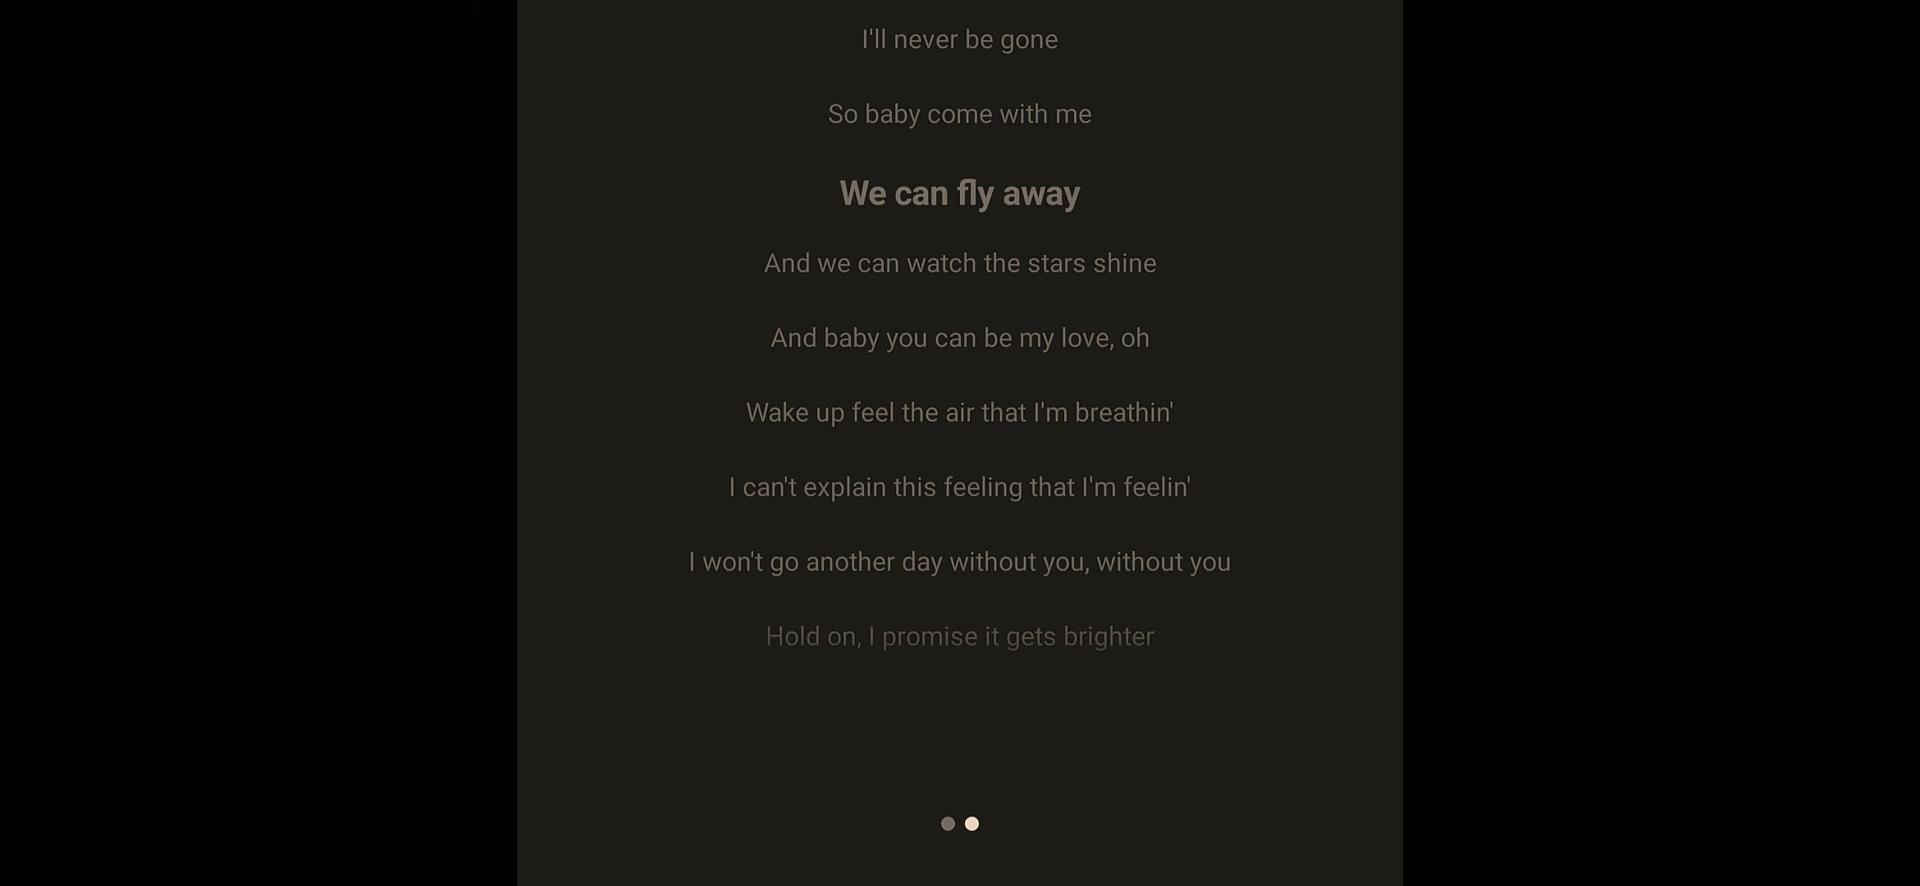 I'll never be gone
So baby come with me
We can fly away
And we can watch the stars shine
And baby you can be my love, oh
Wake up feel the air that I'm breathin'
I can't explain this feeling that I'm feelin'
I won't go another day without you, without you
Hold on, I promise it gets brighter